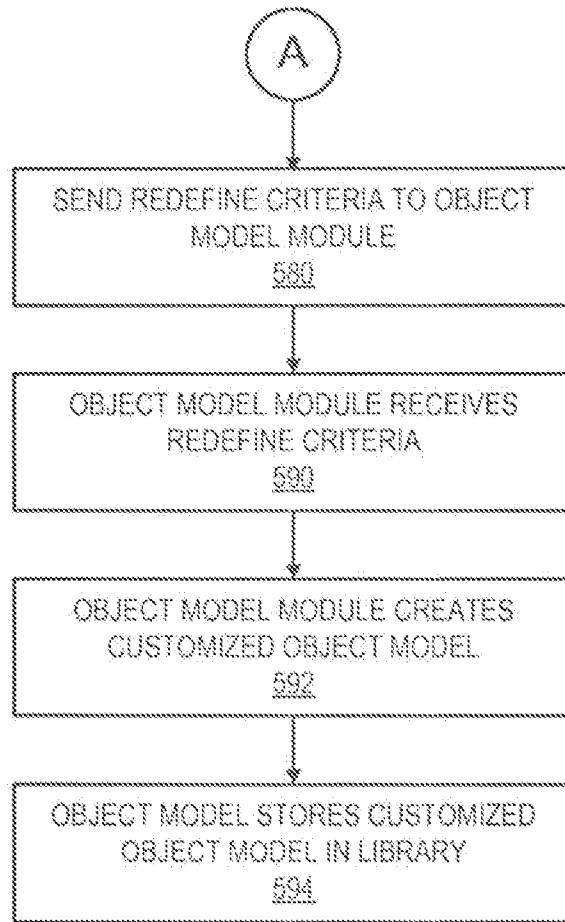 A
SEND REDEFINE CRITERIA TO OBJECT
MODEL MODULE
580
OBJECT MODEL MODULE RECEIVES
REDEFINE CRITERIA
590
OBJECT MODEL MODULE CREATES
CUSTOMIZED OBJECT MODEL
592
OBJECT MODEL STORES CUSTOMIZED
OBJECT MODEL IN LIBRARY
594